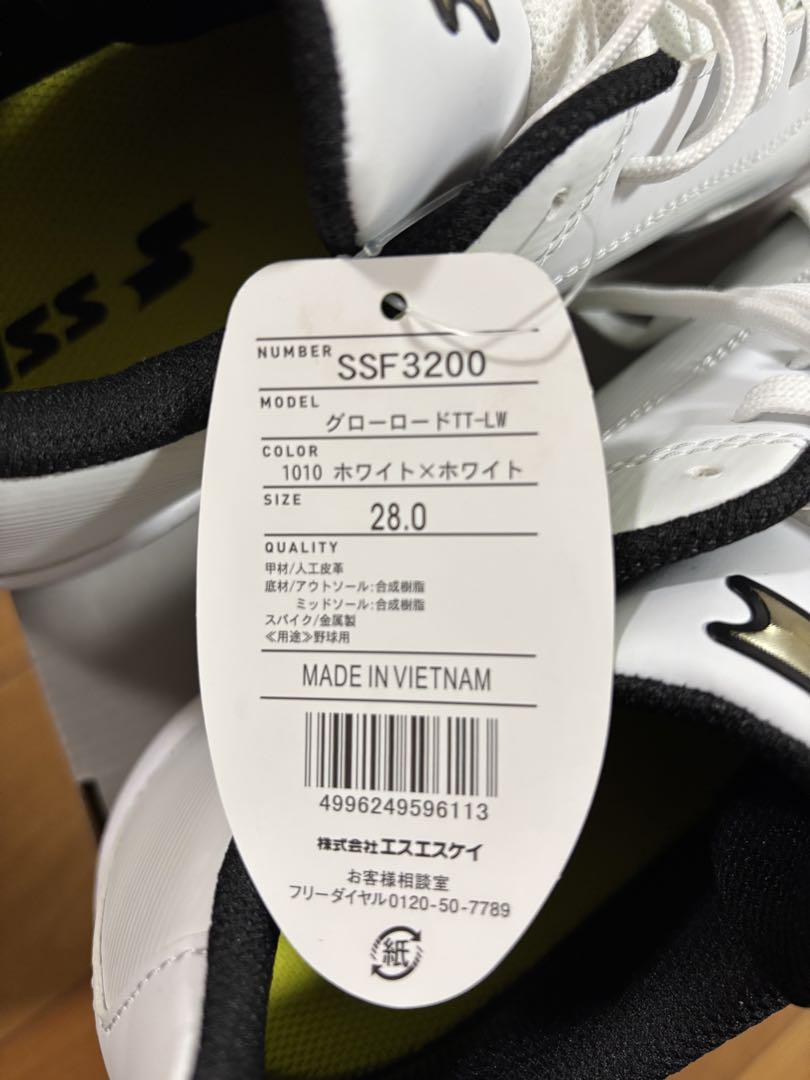 SSK
NUMBER SSF3200
MODEL
グローロードTT-LW
COLOR
1010 ホワイト×ホワイト
SIZE
28.0
QUALITY
甲材/人工皮革
底材/アウトソール:合成樹脂
ミッドソール:合成樹脂
スパイク/金属製
≪用途≫野球用
MADE IN VIETNAM
4996249596113
株式会社エスエスケイ
お客様相談室
フリーダイヤル0120-50-7789
紙